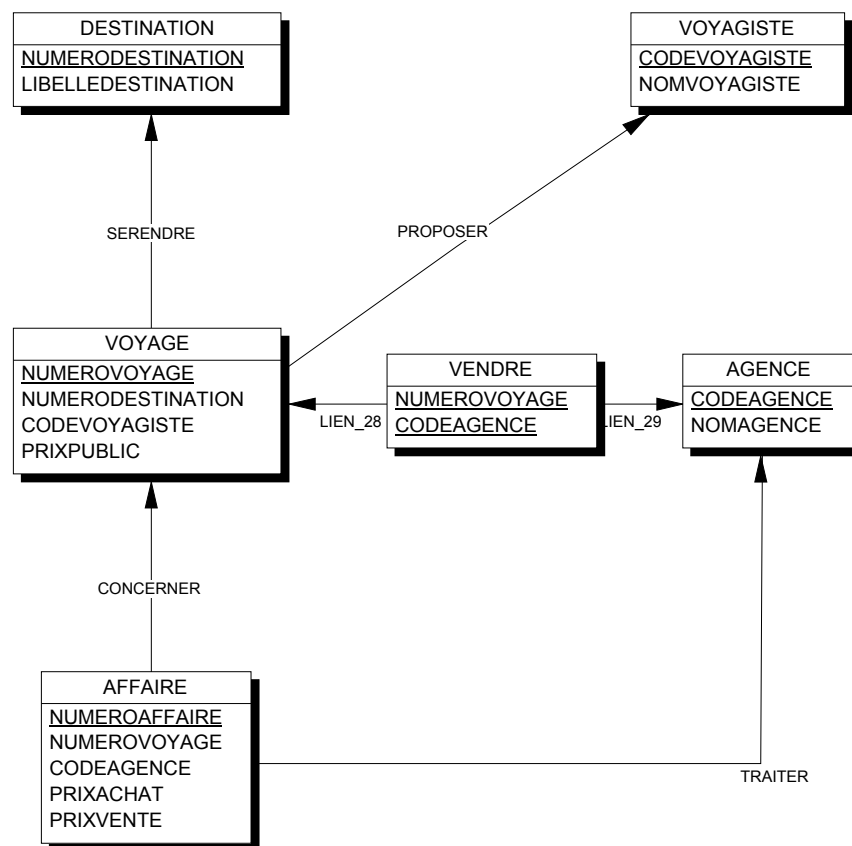 DESTINATION
NUMERODESTINATION
LIBELLEDESTINATION
VOYAGISTE
CODEVOYAGISTE
NOMVOYAGISTE
SERENDRE
PROPOSER
VOYAGE
NUMEROVOYAGE
NUMERODESTINATION
CODEVOYAGISTE
PRIXPUBLIC
LIEN_28
VENDRE
NUMEROVOYAGE
CODEAGENCE
LIEN_29
AGENCE
CODEAGENCE
NOMAGENCE
CONCERNER
AFFAIRE
NUMEROAFFAIRE
NUMEROVOYAGE
CODEAGENCE
PRIXACHAT
PRIXVENTE
TRAITER